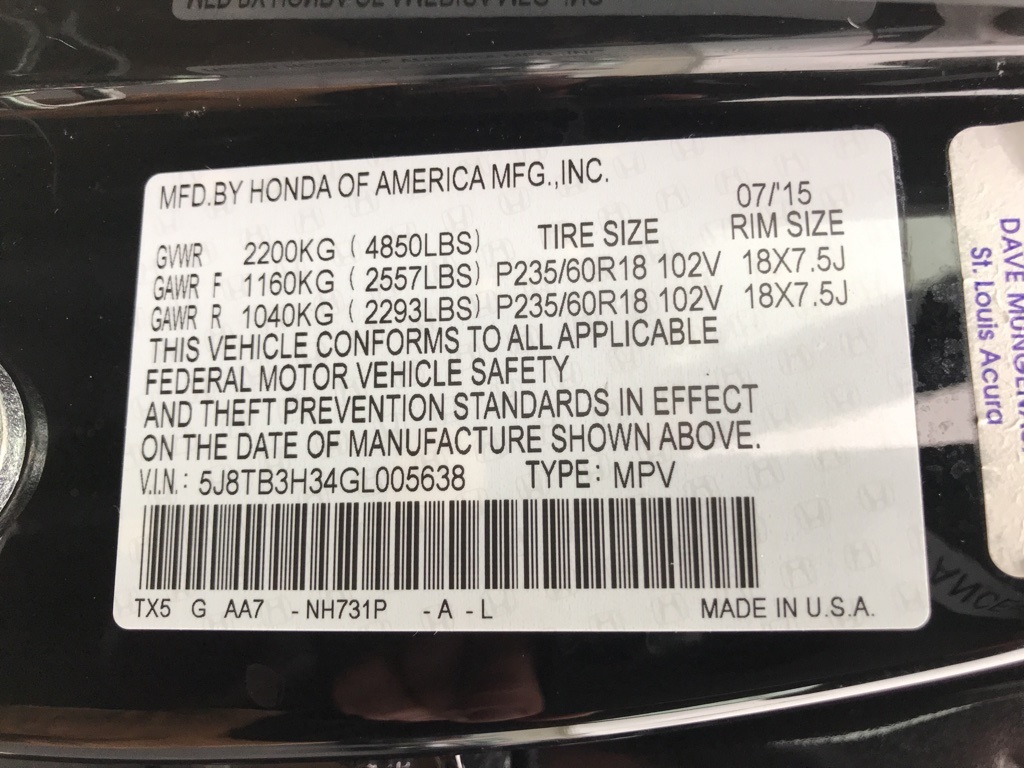 MFD.BY HONDA OF AMERICA MFG.,INC. 07/'15
TIRE SIZE RIM SIZE
GVWR 2200KG ( 4850LBS)
GAWR F 1160KG ( 2557LBS) P235/60R18 102V 18X7.5J
GAWR R 1040KG ( 2293LBS) P235/60R18 102V 18X7.5J
THIS VEHICLE CONFORMS TO ALL APPLICABLE
FEDERAL MOTOR VEHICLE SAFETY
AND THEFT PREVENTION STANDARDS IN EFFECT
ON THE DATE OF MANUFACTURE SHOWN ABOVE.
V.I.N.: 5J8TB3H34GL005638 TYPE: MPV
TX5 G AA7 -NH731P -A-L MADE IN U.S.A.
DAVE
St. Louis Acura